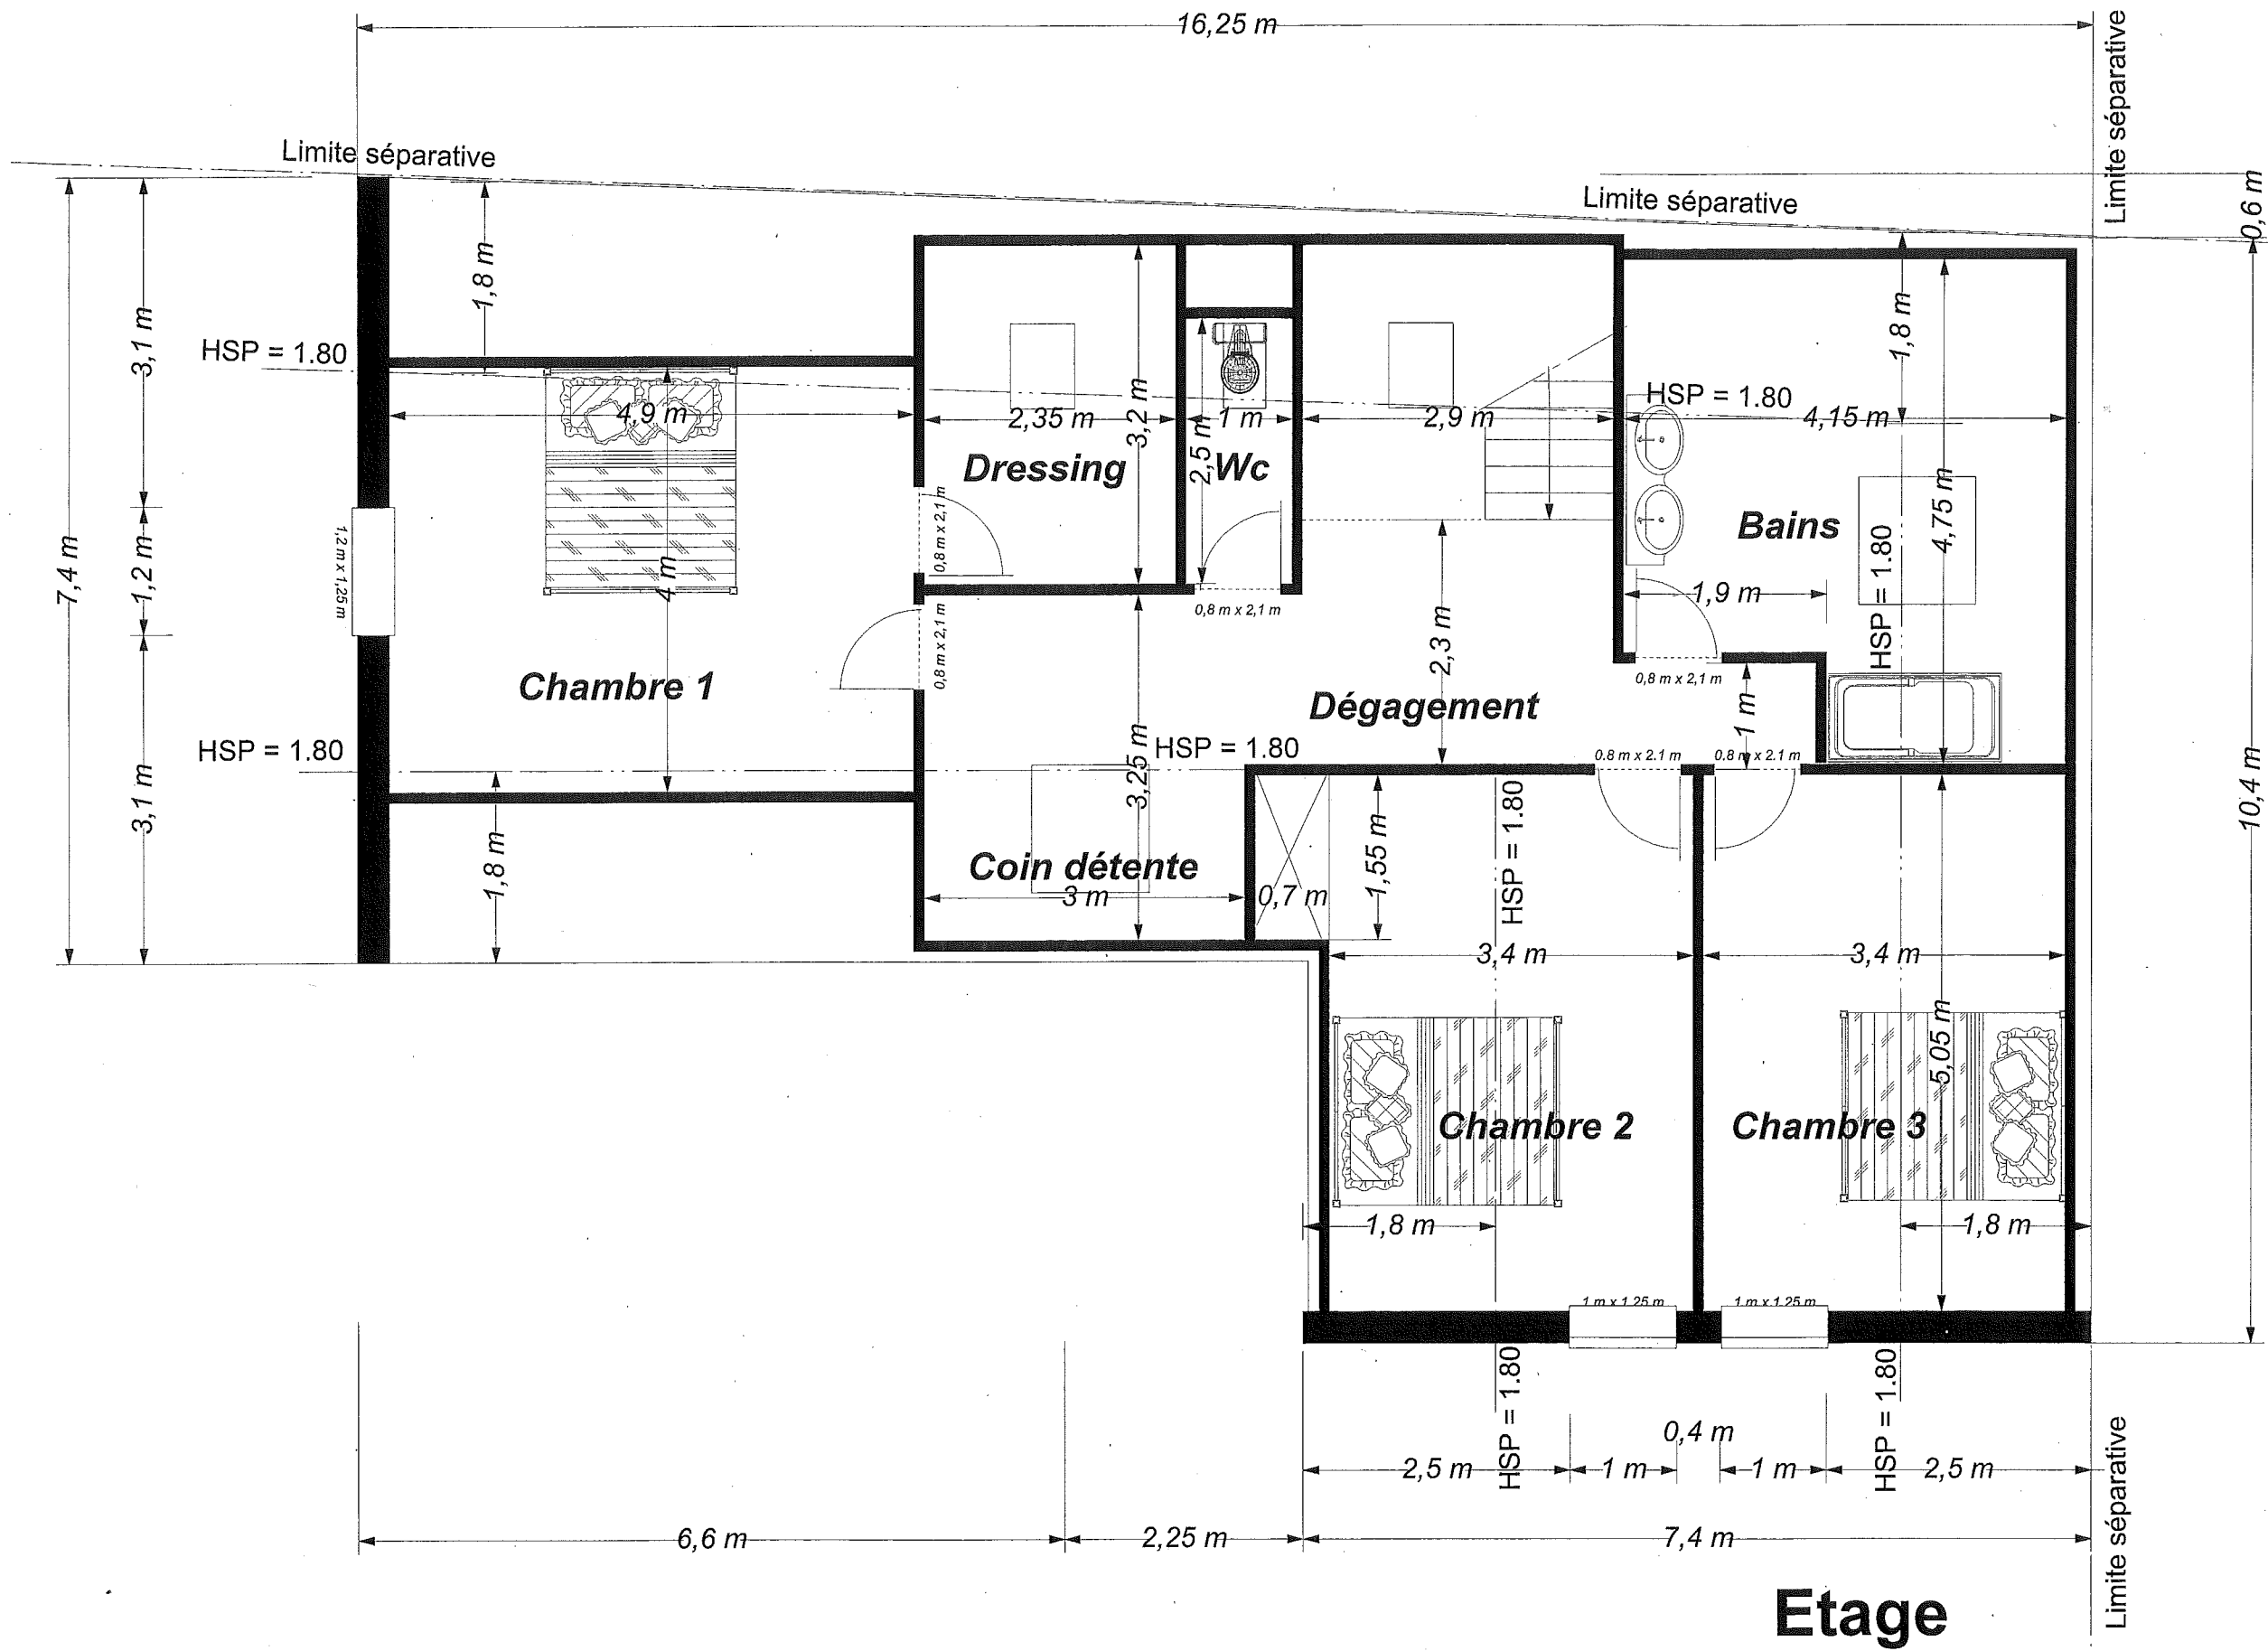 16,25 m
Limite séparative
Limite séparative
Limite séparative
0,6 m
1,8 m
3,1 m
HSP = 1.80
1,8 m
HSP = 1.80
4,9 m
2,35 m
3,2 m
1 m
2,9 m
4,15 m
2,5 m
Dressing
Wc
Bains
4,75 m
HSP = 1.80
7,4 m
1,2 m
1,2 m x 1,25 m
4 m
0,8 m x 2,1 m
0,8 m x 2,1 m
0,8 m x 2,1 m
1,9 m
2,3 m
0,8 m x 2,1 m
Chambre 1
Dégagement
1 m
HSP = 1.80
HSP = 1.80
0.8 m x 2.1 m
0.8 m x 2.1 m
3,25 m
3,1 m
1,8 m
10,4 m
HSP = 1.80
1,55 m
Coin détente
3 m
0,7 m
3,4 m
3,4 m
5,05 m
Chambre 2
Chambre 3
1,8 m
1,8 m
1 m x 1.25 m
1 m x 1.25 m
HSP = 1.80
HSP = 1.80
0,4 m
2,5 m
1 m
1 m
2,5 m
6,6 m
2,25 m
7,4 m
Limite séparative
Etage